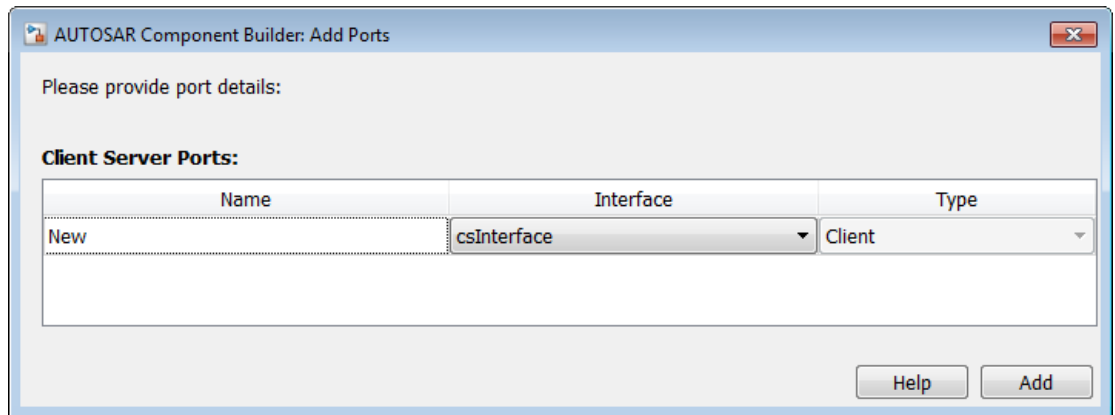 AUTOSAR Component Builder: Add Ports
Please provide port details:
Client Server Ports:
Name Interface Type
New csInterface Client
Help Add